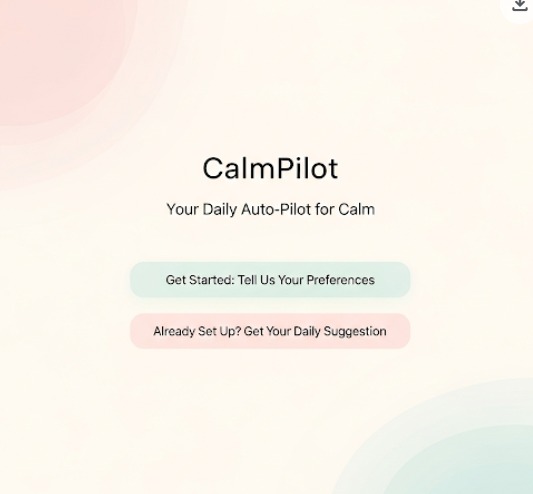 CalmPilot
Your Daily Auto-Pilot for Calm
Get Started: Tell Us Your Preferences
Already Set Up? Get Your Daily Suggestion